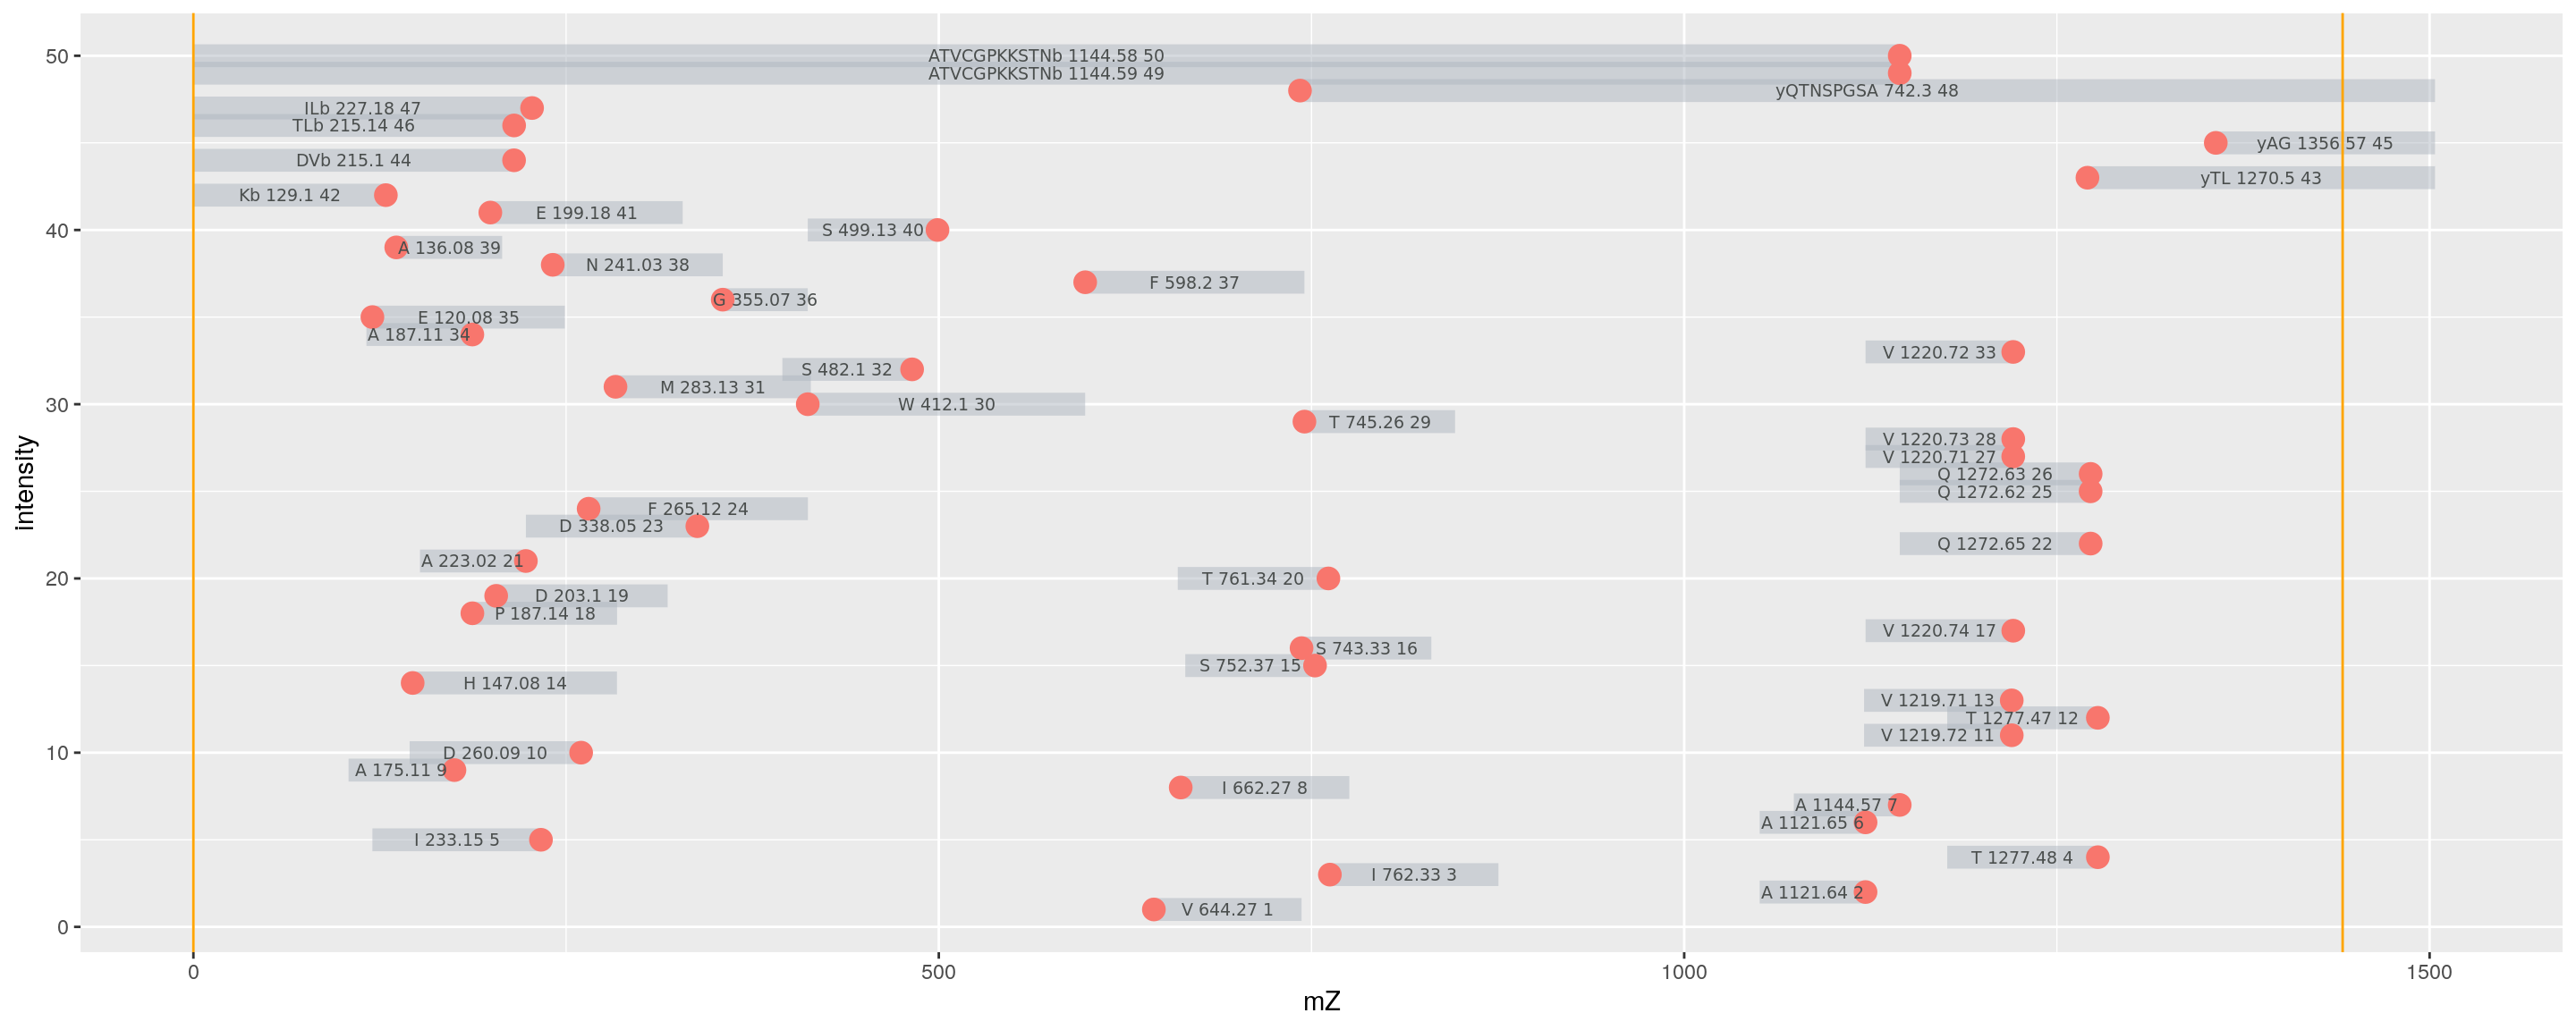 50
ATVCGPKKSTNb 1144.58 50
ATVCGPKKSTNb 1144.59 49
yQTNSPGSA 742.3 48
ILb 227.18 47
TLb 215.14 46
yAG 1356.57 45
DVb 215.1 44
yTL 1270.5 43
Kb 129.1 42
E 199.18 41
40
S 499.13 40
A 136.08 39
N 241.03 38
F 598.2 37
G 355.07 36
E 120.08 35
A 187.11 34
V 1220.72 33
S 482.1 32
M 283.13 31
30
W 412.1 30
T 745.26 29
V 1220.73 28
V 1220.71 27
Q 1272.63 26
Q 1272.62 25
F 265.12 24
D 338.05 23
Q 1272.65 22
A 223.02 21
20
T 761.34 20
D 203.1 19
P 187.14 18
V 1220.74 17
S 743.33 16
S 752.37 15
H 147.08 14
V 1219.71 13
T 1277.47 12
V 1219.72 11
10
D 260.09 10
A 175.11 9
I 662.27 8
A 1144.57 7
A 1121.65 6
I 233.15 5
T 1277.48 4
I 762.33 3
A 1121.64 2
V 644.27 1
0
intensity
0 500 1000 1500
mZ